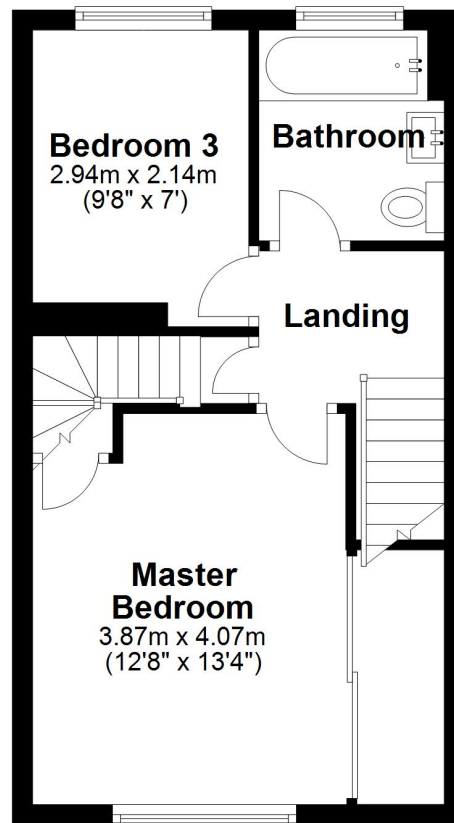 Bedroom 3
2.94m x 2.14m
(9'8" x 7')
Bathroom
Landing
Master
Bedroom
3.87m x 4.07m
(12'8" x 13'4")